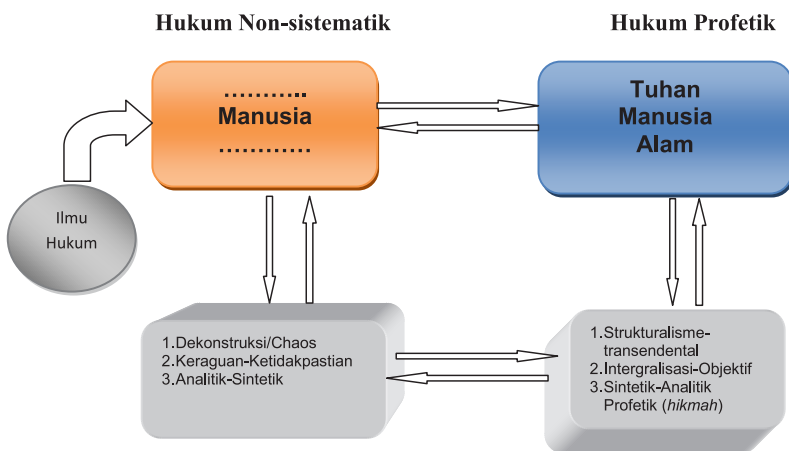 Hukum Non-sistematik
Hukum Profetik
………..
Manusia
…………
Tuhan
Manusia
Alam
Ilmu
Hukum
1.Dekonstruksi/Chaos
2.Keraguan-Ketidakpastian
3.Analitik-Sintetik
1.Strukturalisme-
transendental
2.Intergralisasi-Objektif
3.Sintetik-Analitik
Profetik (hikmah)